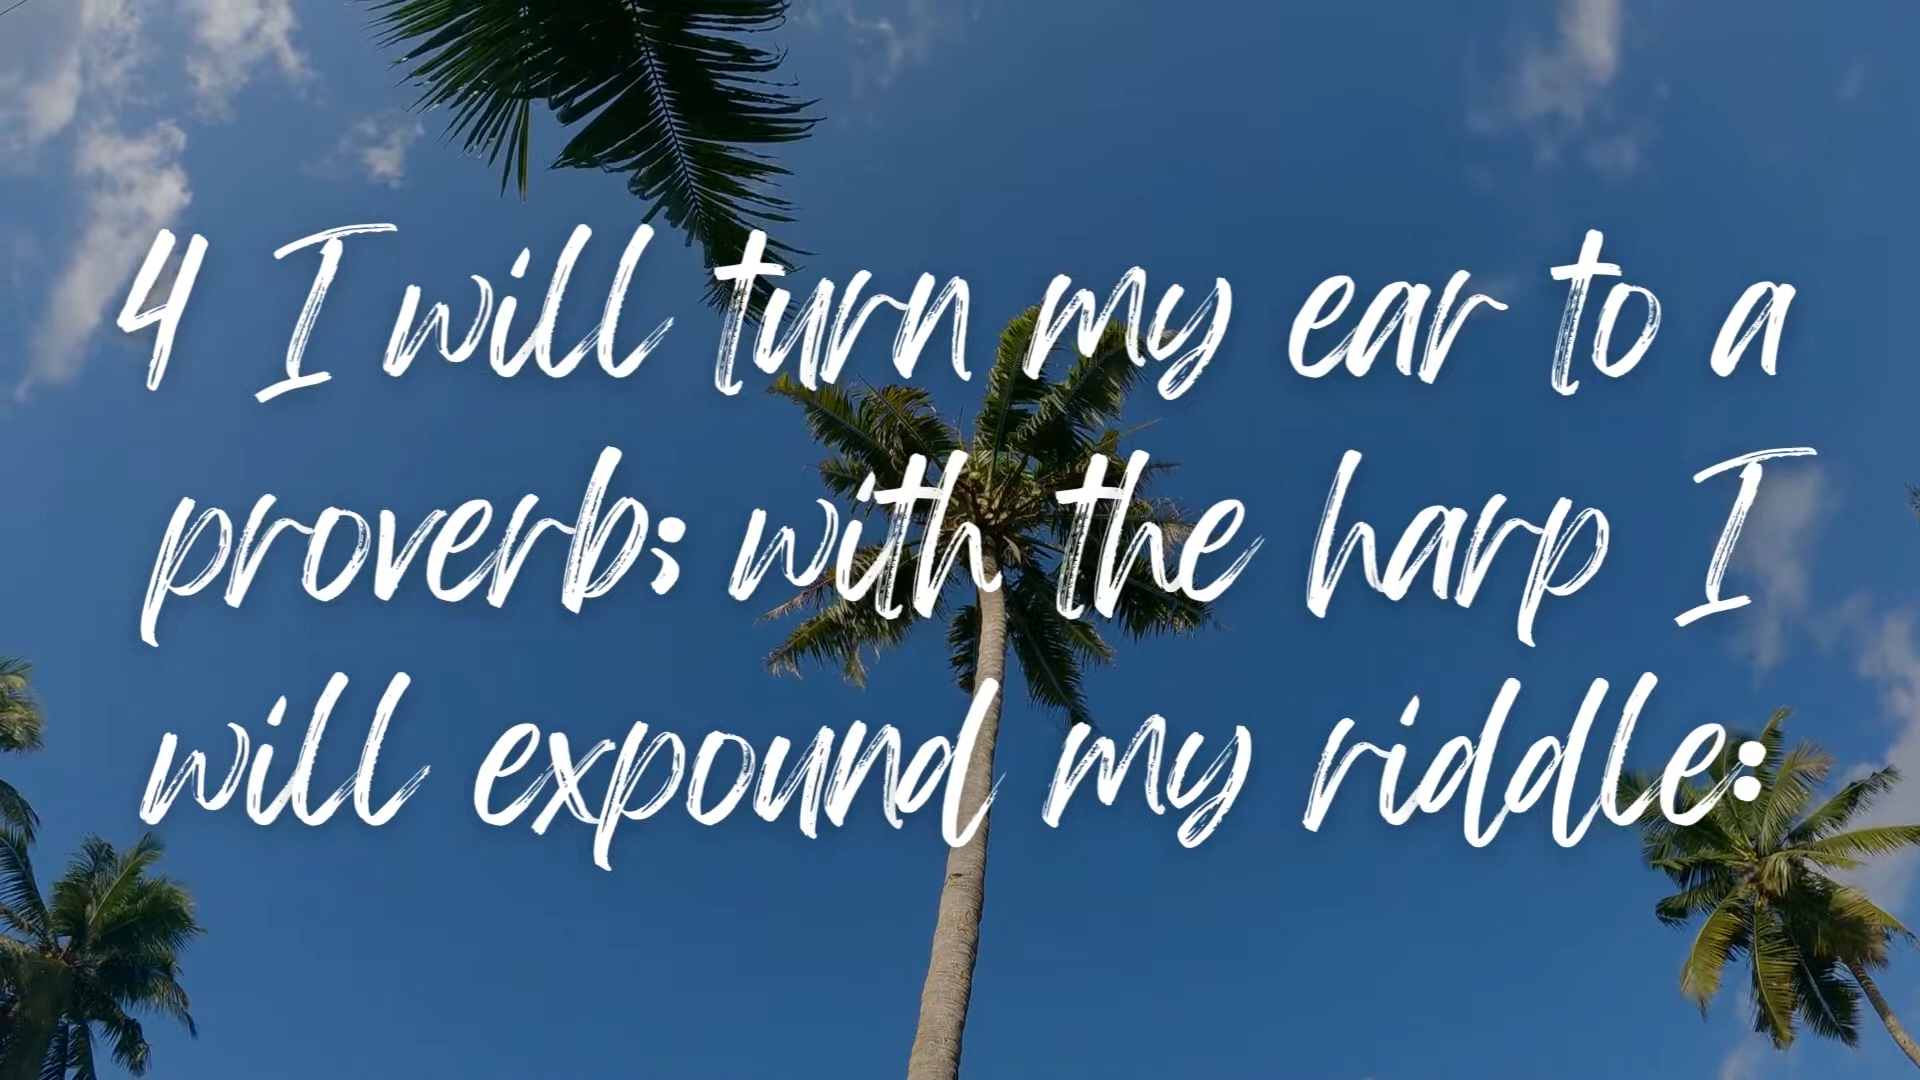 4 I will turn my ear to a
proverb; with the harp I
will expound my riddle: